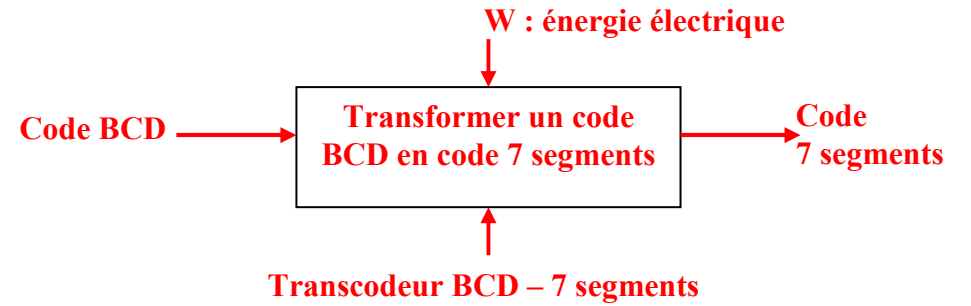 W : énergie électrique
Code BCD
Transformer un code
BCD en code 7 segments
Code
7 segments
Transcodeur BCD – 7 segments